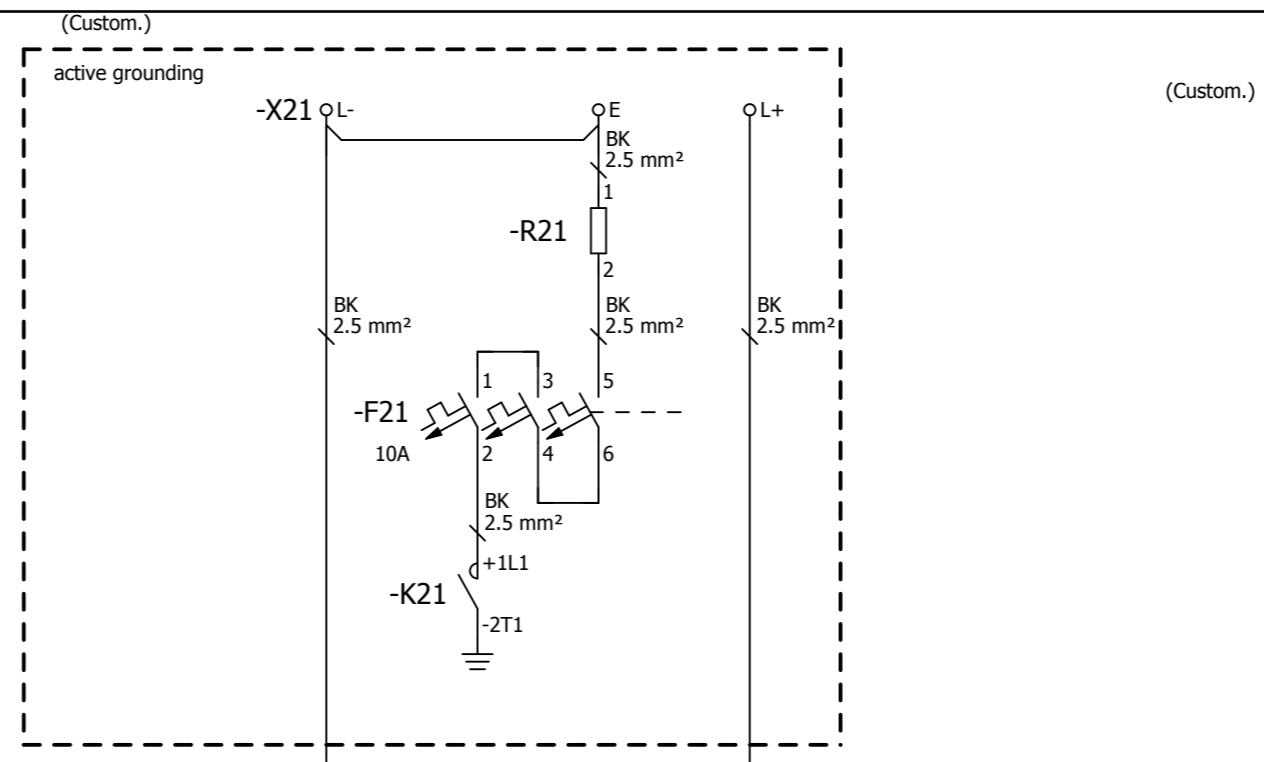 (Custom.)
active grounding
(Custom.)
-X21 L- E L+
BK
2.5 mm²
1
-R21
2
BK BK BK
2.5 mm² 2.5 mm² 2.5 mm²
1 3 5
-F21
10A 2 4 6
BK
2.5 mm²
+1L1
-K21
-2T1